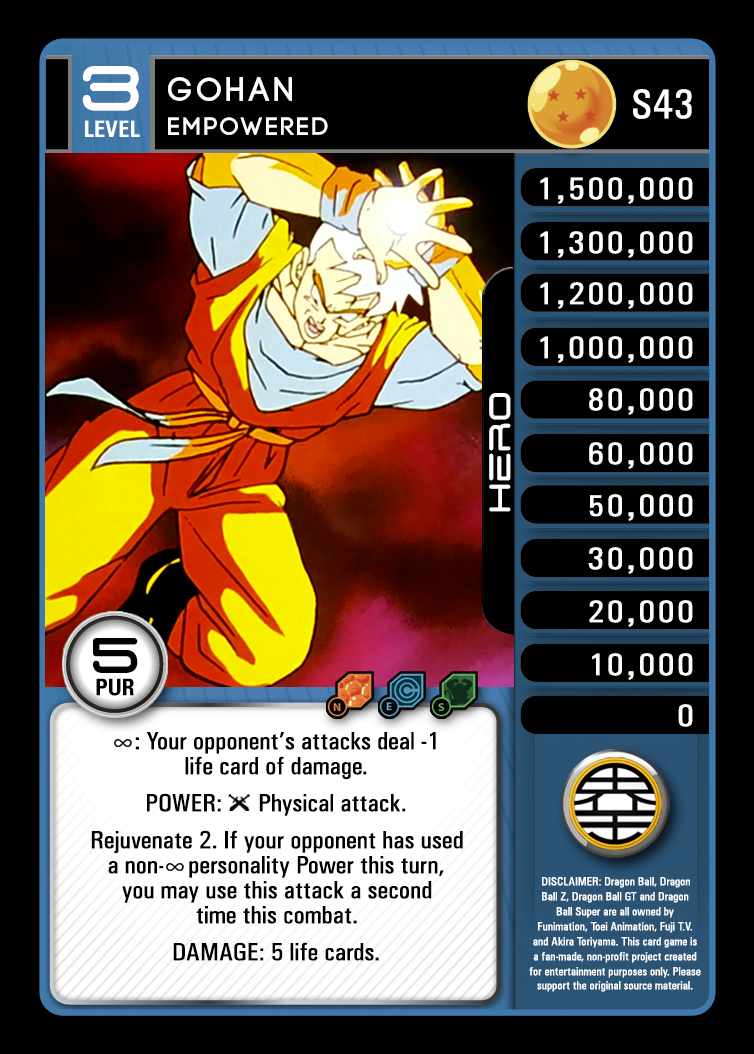 3
LEVEL
GOHAN
EMPOWERED
S43
1,500,000
1,300,000
1,200,000
1,000,000
80,000
60,000
50,000
30,000
20,000
10,000
0
HERO
5
PUR
N E S
∞: Your opponent's attacks deal -1
life card of damage.
POWER: Physical attack.
Rejuvenate 2. If your opponent has used
a non-∞ personality Power this turn,
you may use this attack a second
time this combat.
DAMAGE: 5 life cards.
DISCLAIMER: Dragon Ball, Dragon
Ball Z, Dragon Ball GT and Dragon
Ball Super are all owned by
Funimation, Toei Animation, Fuji T.V.
and Akira Toriyama. This card game is
a fan-made, non-profit project created
for entertainment purposes only. Please
support the original source material.